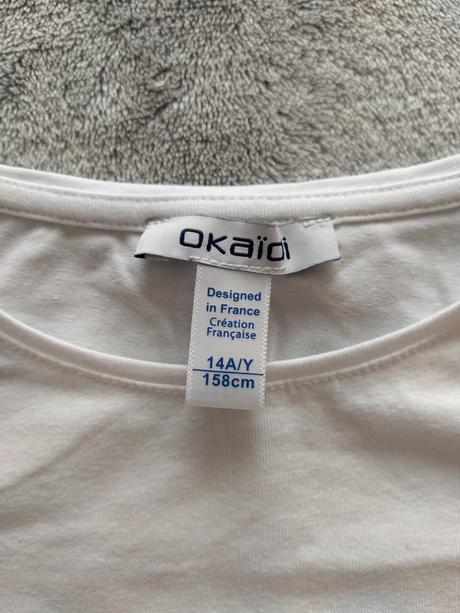 okaïdi
Designed
in France
Création
Française
14A/Y
158cm